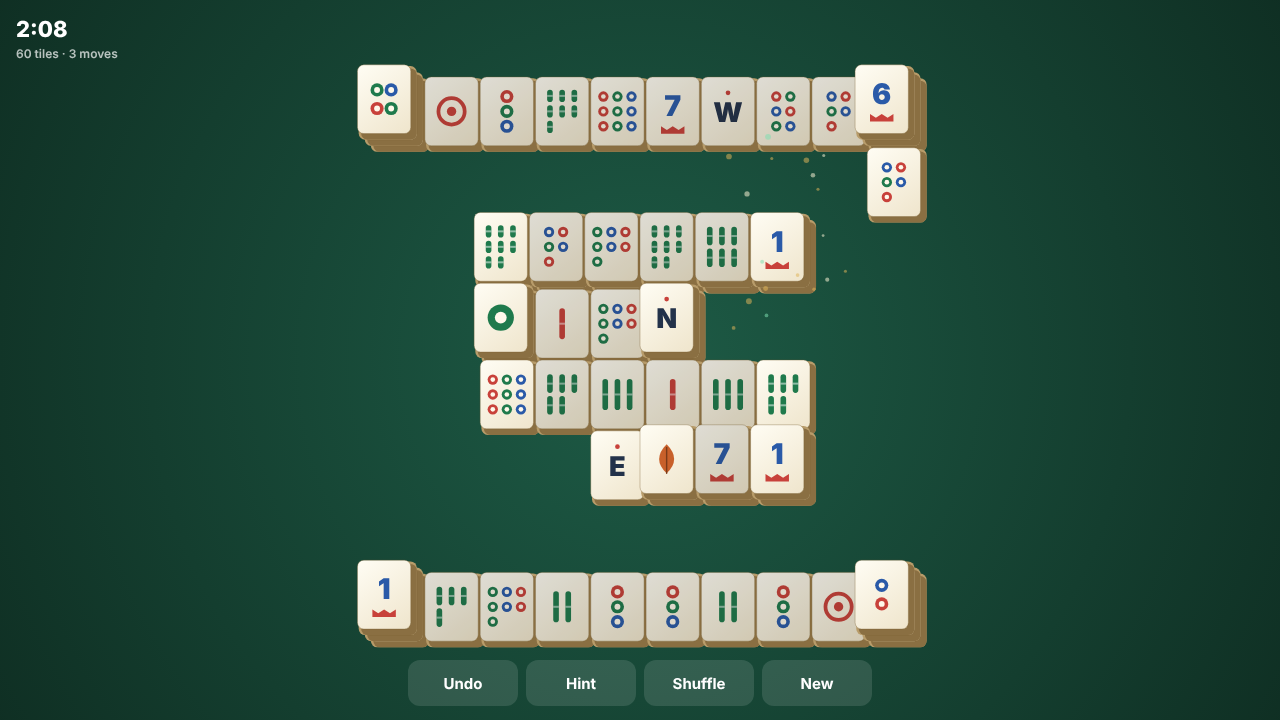 2:08
60 tiles · 3 moves
7 W 6
1
N
E 7 1
1
Undo Hint Shuffle New